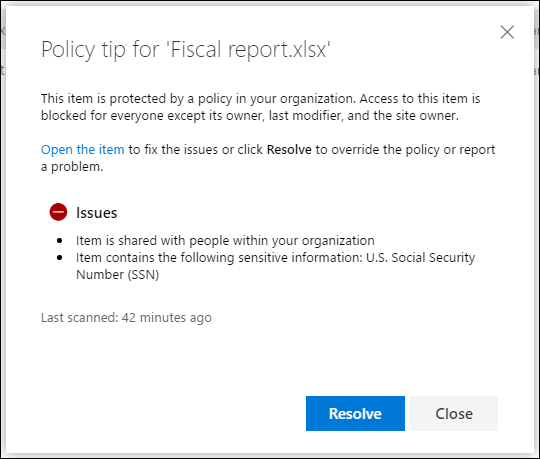 Policy tip for 'Fiscal report.xlsx'
This item is protected by a policy in your organization. Access to this item is
blocked for everyone except its owner, last modifier, and the site owner.
Open the item to fix the issues or click Resolve to override the policy or report
a problem.
Issues
• Item is shared with people within your organization
• Item contains the following sensitive information: U.S. Social Security
Number (SSN)
Last scanned: 42 minutes ago
Resolve
Close